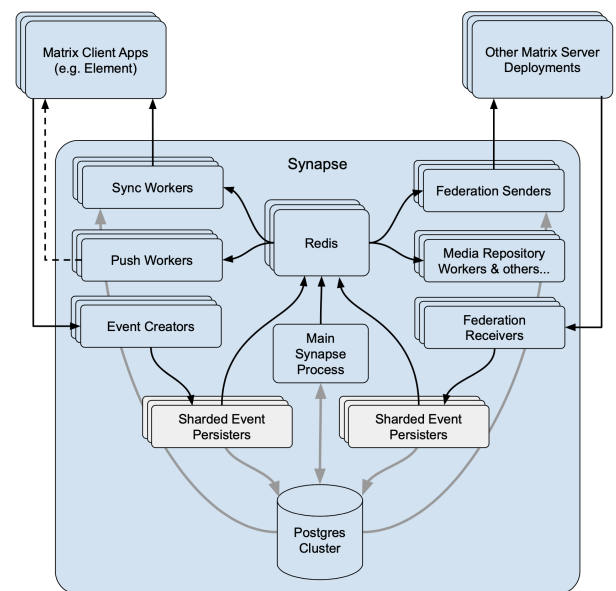 Matrix Client Apps
(e.g. Element)
Other Matrix Server
Deployments
Synapse
Sync Workers
Federation Senders
Redis
Push Workers
Media Repository
Workers & others...
Event Creators
Federation
Receivers
Main
Synapse
Process
Sharded Event
Persisters
Sharded Event
Persisters
Postgres
Cluster